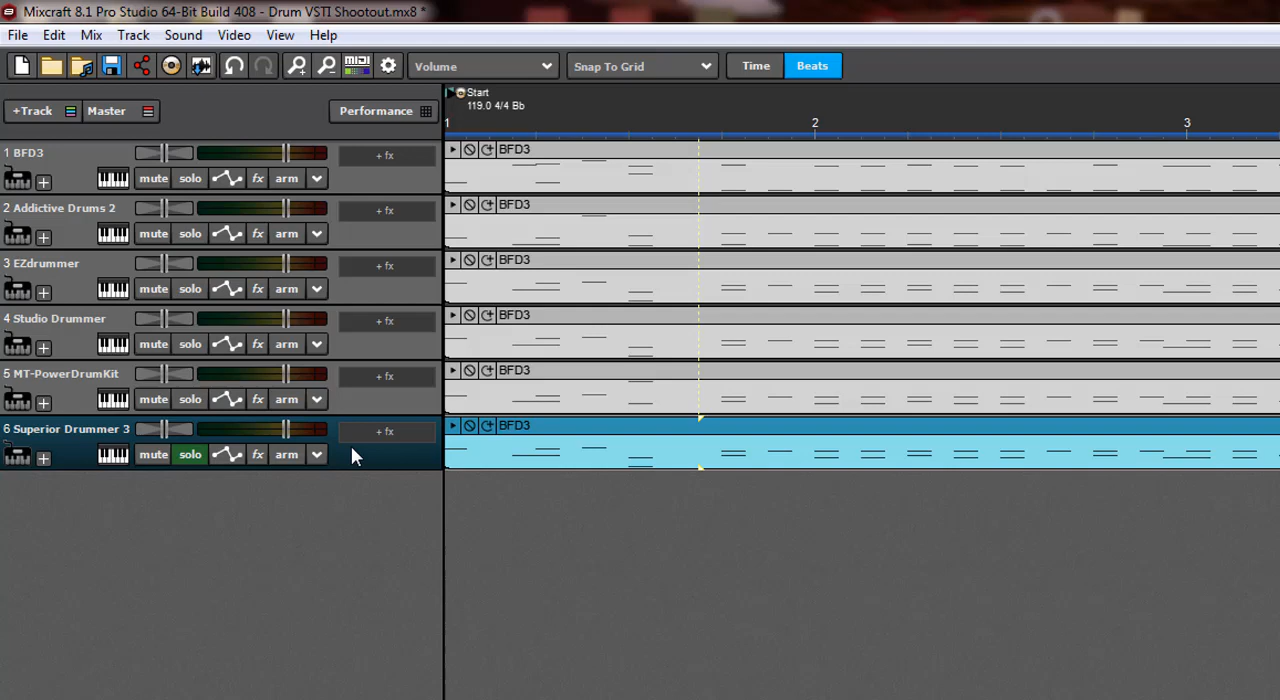 Mixcraft 8.1 Pro Studio 64-Bit Build 408 - Drum VSTI Shootout.mx8 *
File Edit Mix Track Sound Video View Help
MIDI Volume Snap To Grid Time Beats
+Track Master Performance
Start
119.0 4/4 Bb
1 2 3
1 BFD3 + fx BFD3
mute solo fx arm
2 Addictive Drums 2 + fx BFD3
mute solo fx arm
3 EZdrummer + fx BFD3
mute solo fx arm
4 Studio Drummer + fx BFD3
mute solo fx arm
5 MT-PowerDrumKit + fx BFD3
mute solo fx arm
6 Superior Drummer 3 + fx BFD3
mute solo fx arm